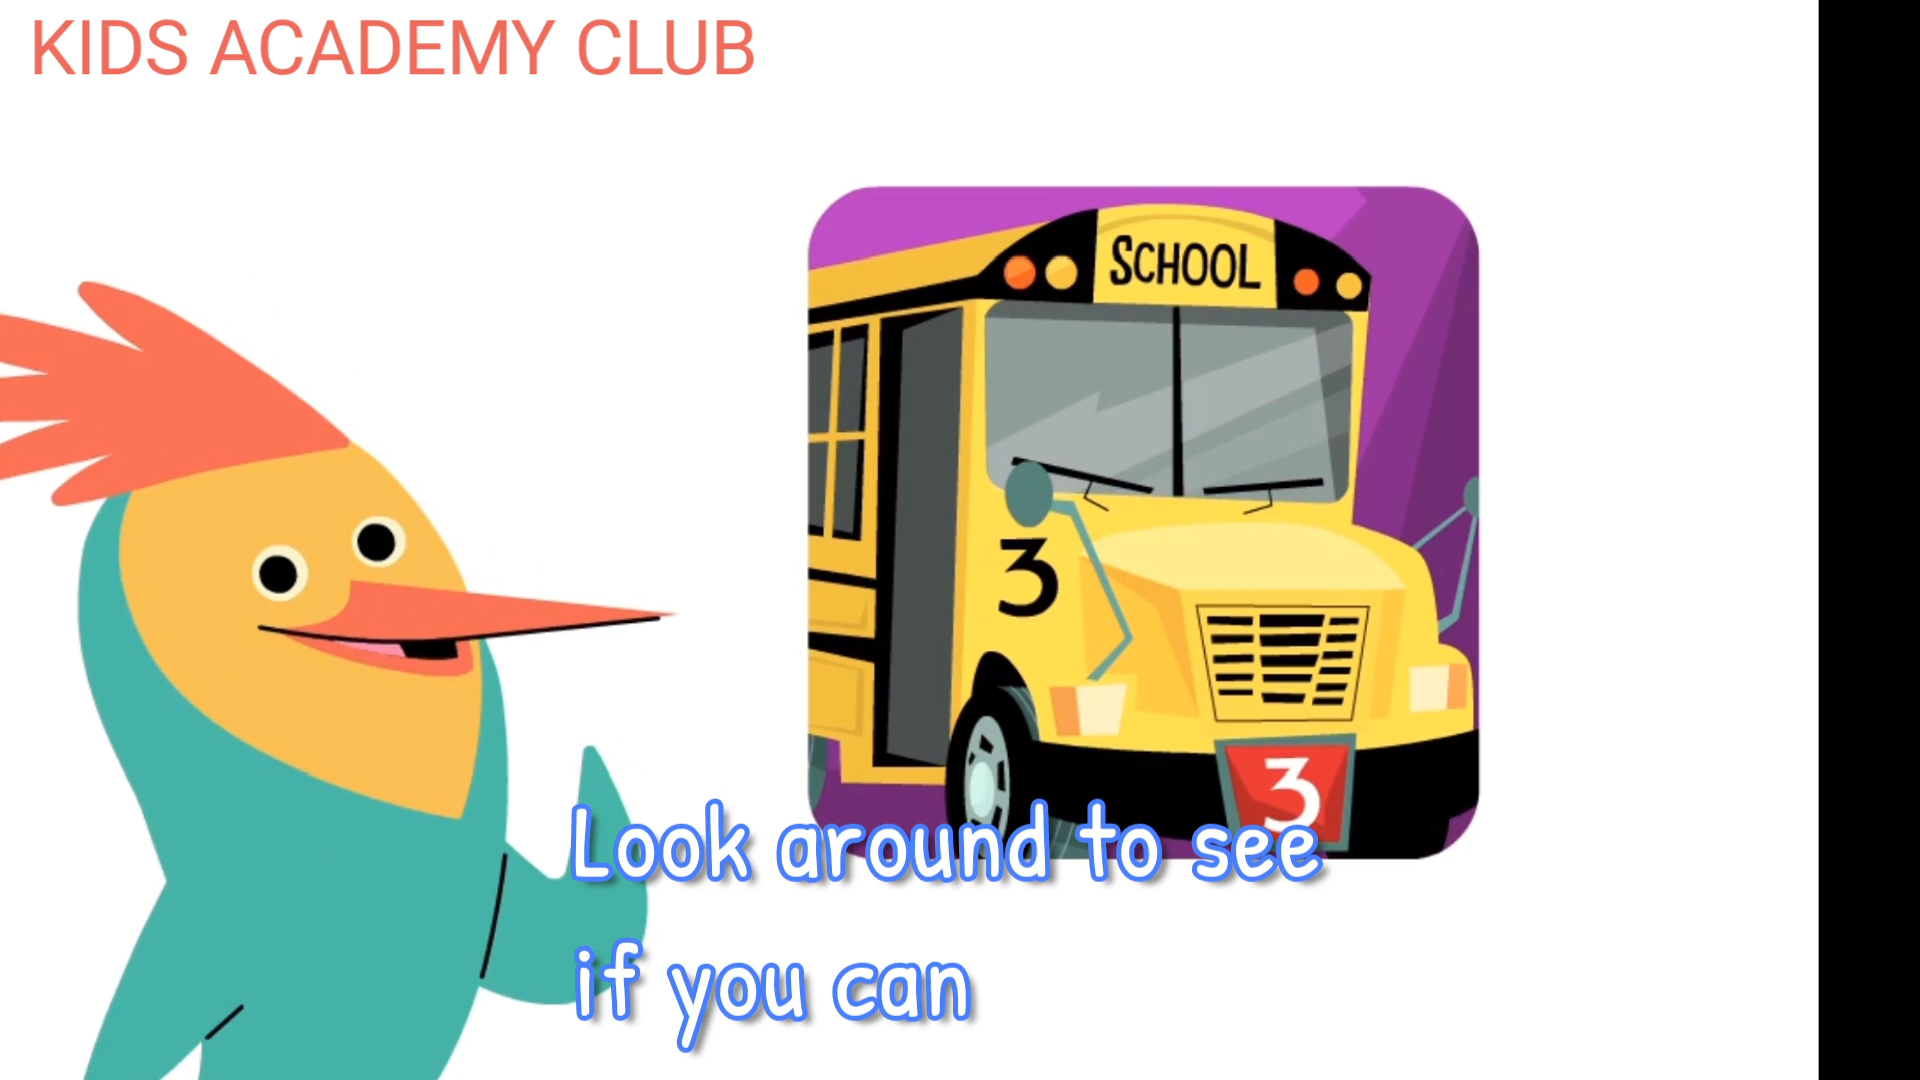 KIDS ACADEMY CLUB
SCHOOL
3
3
Look around to see
if you can